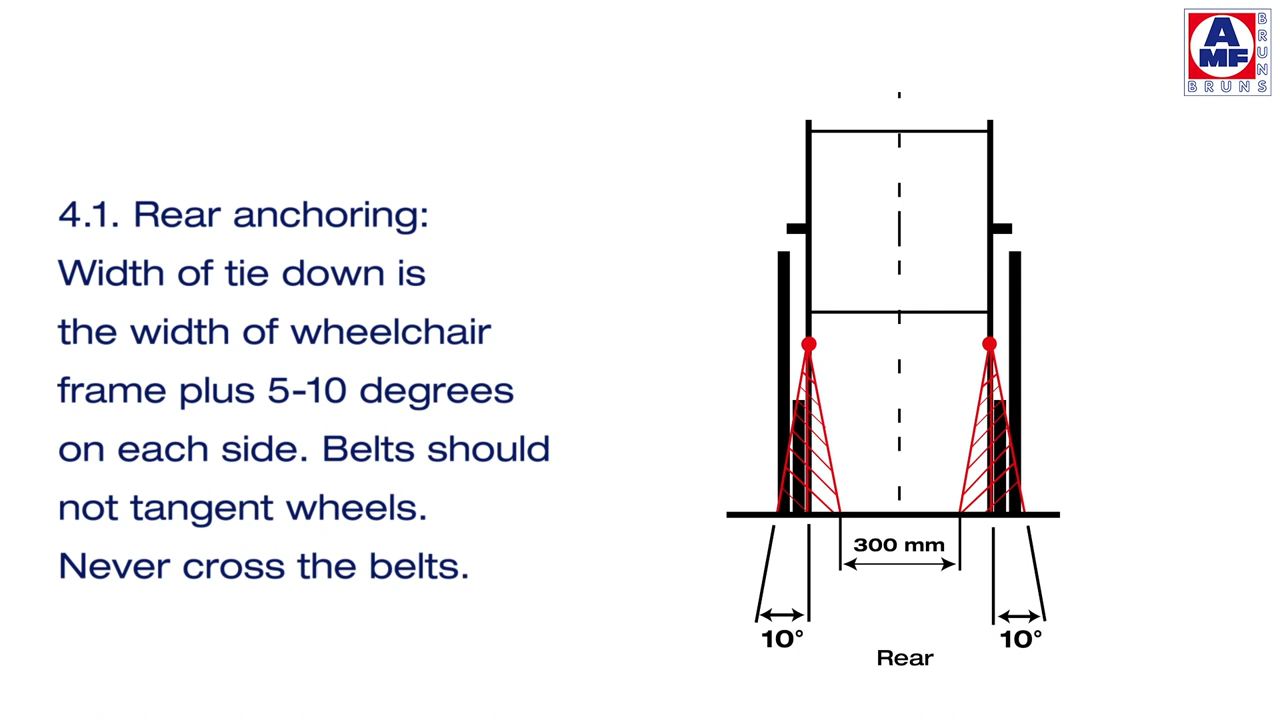 4.1. Rear anchoring:
Width of tie down is
the width of wheelchair
frame plus 5-10 degrees
on each side. Belts should
not tangent wheels.
Never cross the belts.
A
MF
BRUNS
BRUNS
300 mm
10°
10°
Rear